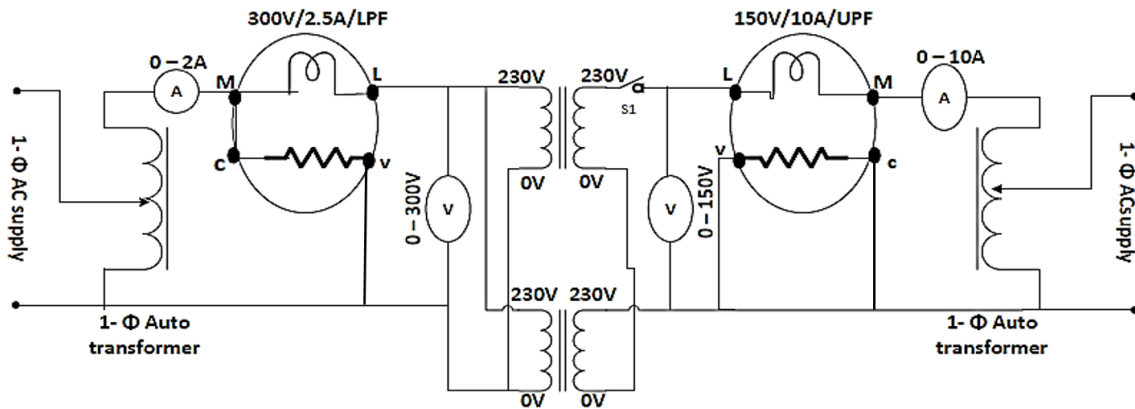 300V/2.5A/LPF
150V/10A/UPF
0 – 2A
A
M
L
C
v
1- Φ AC supply
1- Φ Auto
transformer
0 – 300V
V
230V
0V
230V
0V
S1
230V
0V
230V
0V
V
0 – 150V
L
M
v
c
0 – 10A
A
1- Φ ACsupply
1- Φ Auto
transformer